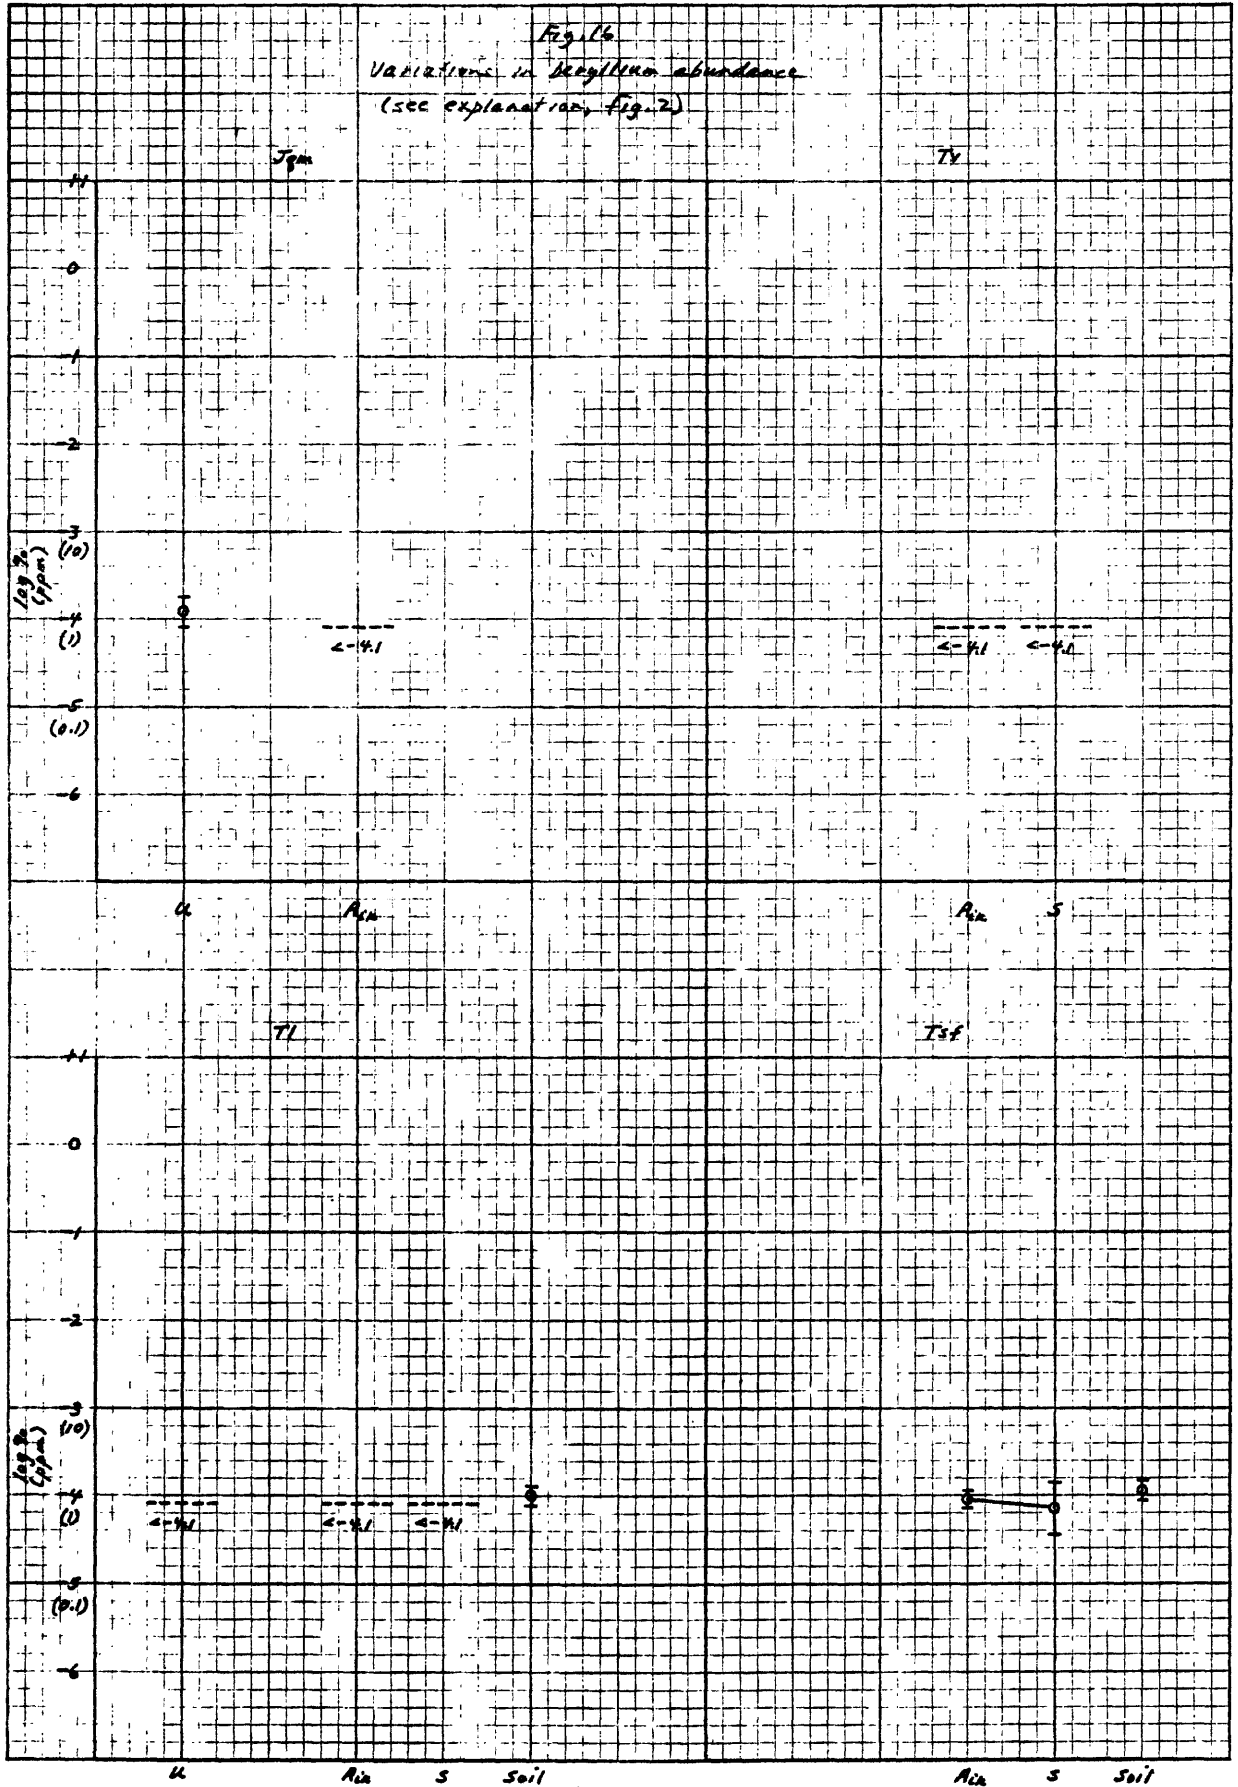 Fig. 16
Variations in beryllium abundance
(see explanation, fig. 2)
Jqm
Tv
+1
0
-1
-2
-3
(10)
log %
(ppm)
-4
(1)
<-4.1
<-4.1
<-4.1
-5
(0.1)
-6
U
Ain
Ain
S
Tl
Tsf
+1
0
-1
-2
-3
(10)
log %
(ppm)
-4
(1)
<-4.1
<-4.1
<-4.1
-5
(0.1)
-6
U
Ain
S
Soil
Ain
S
Soil